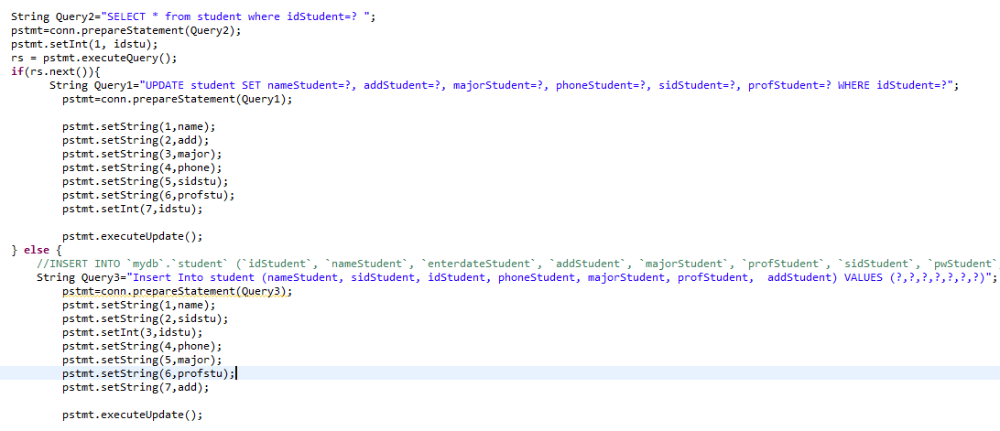 String Query2="SELECT * from student where idStudent=? ";
pstmt=conn.prepareStatement(Query2);
pstmt.setInt(1, idstu);
rs = pstmt.executeQuery();
if(rs.next()){
String Query1="UPDATE student SET nameStudent=?, addStudent=?, majorStudent=?, phoneStudent=?, sidStudent=?, profStudent=? WHERE idStudent=?";
pstmt=conn.prepareStatement(Query1);
pstmt.setString(1,name);
pstmt.setString(2,add);
pstmt.setString(3,major);
pstmt.setString(4,phone);
pstmt.setString(5,sidstu);
pstmt.setString(6,profstu);
pstmt.setInt(7,idstu);
pstmt.executeUpdate();
} else {
//INSERT INTO `mydb`.`student` (`idStudent`, `nameStudent`, `enterdateStudent`, `addStudent`, `majorStudent`, `profStudent`, `sidStudent`, `pwStudent`
String Query3="Insert Into student (nameStudent, sidStudent, idStudent, phoneStudent, majorStudent, profStudent,  addStudent) VALUES (?,?,?,?,?,?,?)";
pstmt=conn.prepareStatement(Query3);
pstmt.setString(1,name);
pstmt.setString(2,sidstu);
pstmt.setInt(3,idstu);
pstmt.setString(4,phone);
pstmt.setString(5,major);
pstmt.setString(6,profstu);
pstmt.setString(7,add);
pstmt.executeUpdate();